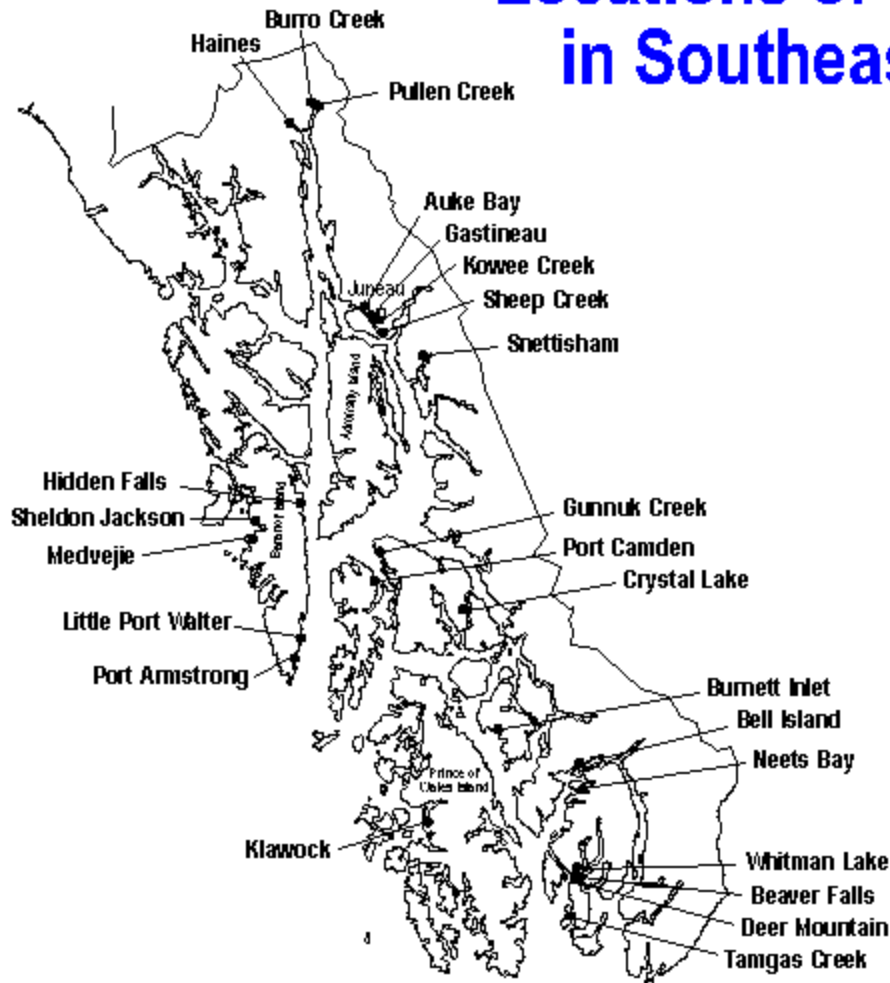 Locations of
in Southeas
Burro Creek
Haines
Pullen Creek
Auke Bay
Gastineau
Kowee Creek
Juneau
Sheep Creek
Snettisham
Admiralty Island
Hidden Falls
Sheldon Jackson
Baranof Island
Medvejie
Gunnuk Creek
Port Camden
Crystal Lake
Little Port Walter
Port Armstrong
Burnett Inlet
Bell Island
Neets Bay
Prince of
Wales Island
Klawock
Whitman Lake
Beaver Falls
Deer Mountain
Tamgas Creek